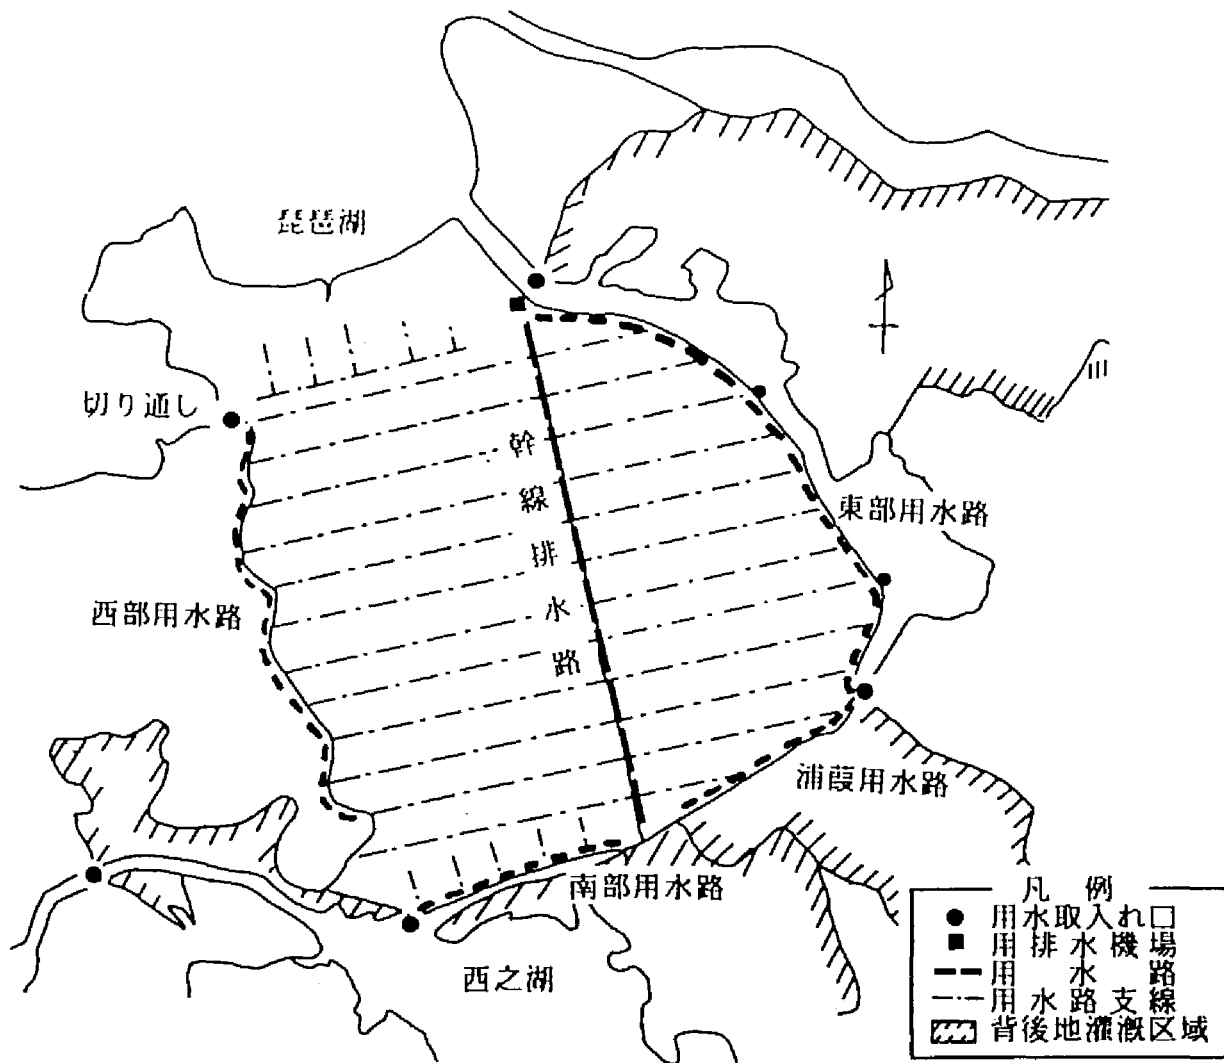 琵琶湖
切り通し
幹線排水路
東部用水路
西部用水路
浦葭用水路
南部用水路
西之湖
凡例
用水取入れ口
用排水機場
用水路
用水路支線
背後地灌漑区域